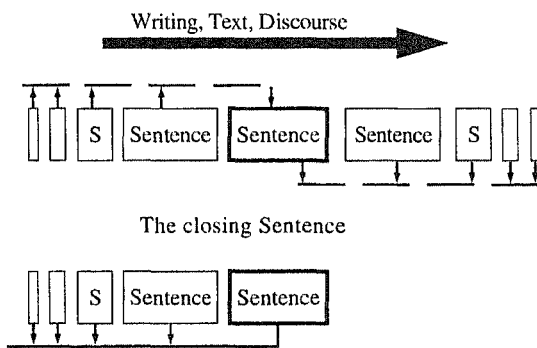 Writing, Text, Discourse
S Sentence Sentence Sentence S
The closing Sentence
S Sentence Sentence